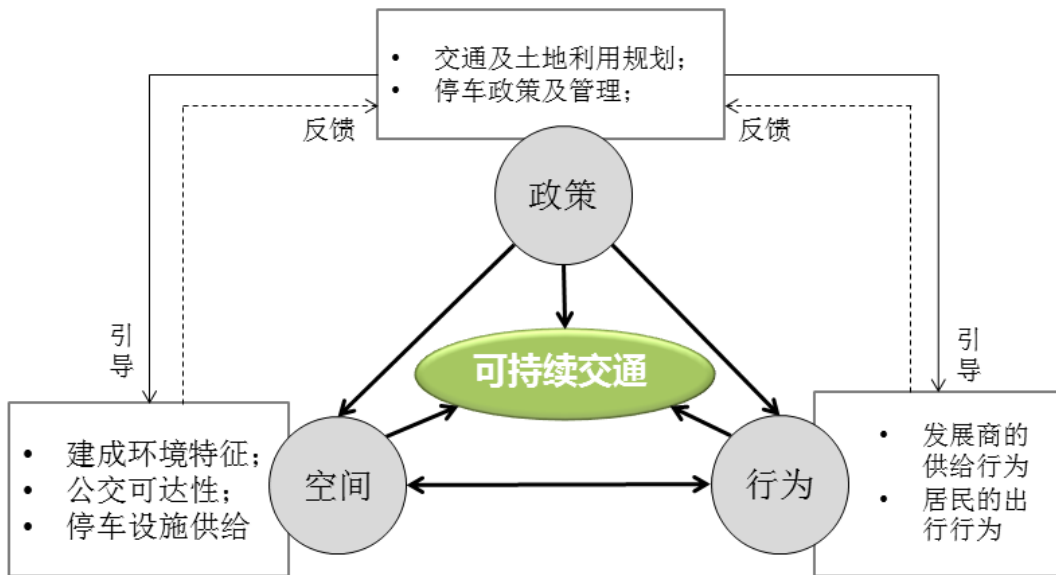 • 交通及土地利用规划；
• 停车政策及管理；
反馈
反馈
政策
引导
引导
可持续交通
• 建成环境特征；
• 公交可达性；
• 停车设施供给
空间
行为
• 发展商的
供给行为
• 居民的出
行行为